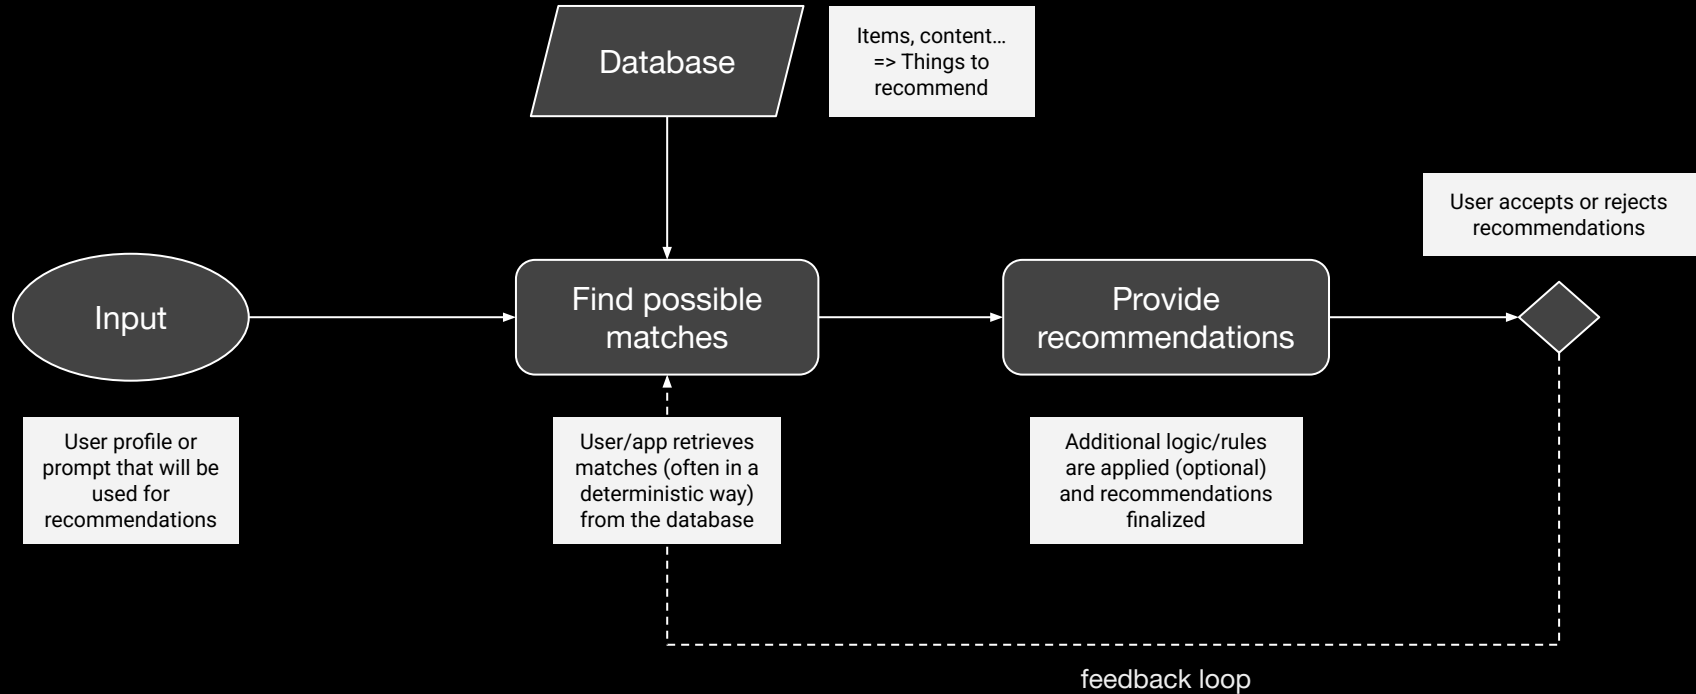 Database
Items, content...
=> Things to
recommend
User accepts or rejects
recommendations
Input
Find possible
matches
Provide
recommendations
User profile or
prompt that will be
used for
recommendations
User/app retrieves
matches (often in a
deterministic way)
from the database
Additional logic/rules
are applied (optional)
and recommendations
finalized
feedback loop